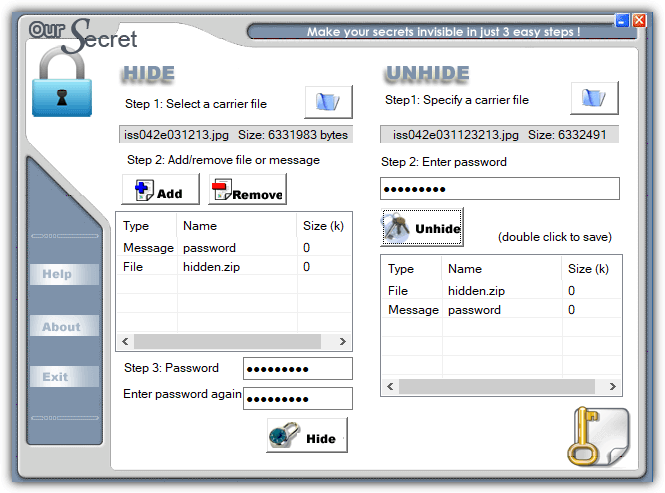 Our Secret
Make your secrets invisible in just 3 easy steps !
HIDE
Step 1: Select a carrier file
iss042e031213.jpg Size: 6331983 bytes
Step 2: Add/remove file or message
Add Remove
Type Name Size (k)
Message password 0
File hidden.zip 0
Step 3: Password ●●●●●●●●●
Enter password again ●●●●●●●●●
Hide
UNHIDE
Step1: Specify a carrier file
iss042e031123213.jpg Size: 6332491
Step 2: Enter password
●●●●●●●●●
Unhide
(double click to save)
Type Name Size (k)
File hidden.zip 0
Message password 0
Help
About
Exit